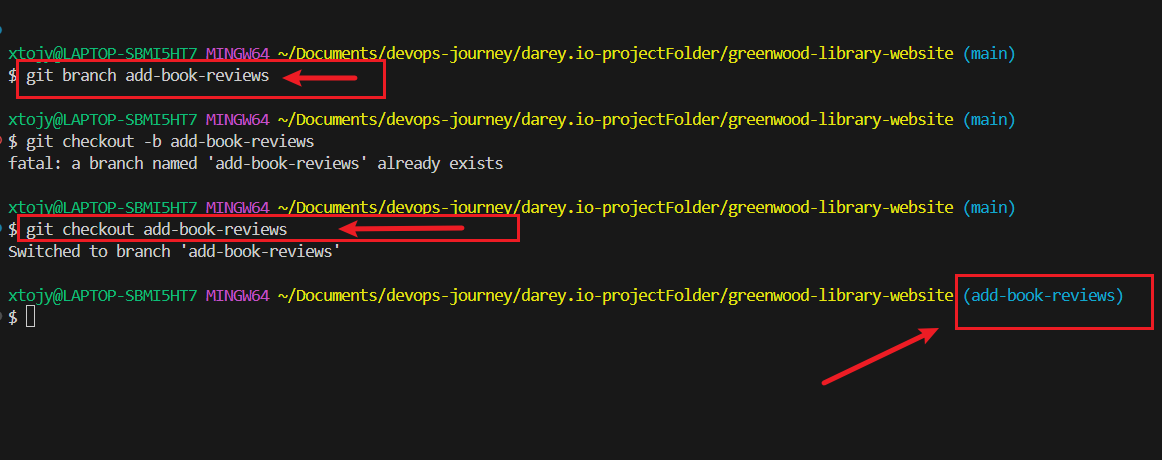 xtojy@LAPTOP-SBMI5HT7 MINGW64 ~/Documents/devops-journey/darey.io-projectFolder/greenwood-library-website (main)
$ git branch add-book-reviews
xtojy@LAPTOP-SBMI5HT7 MINGW64 ~/Documents/devops-journey/darey.io-projectFolder/greenwood-library-website (main)
$ git checkout -b add-book-reviews
fatal: a branch named 'add-book-reviews' already exists
xtojy@LAPTOP-SBMI5HT7 MINGW64 ~/Documents/devops-journey/darey.io-projectFolder/greenwood-library-website (main)
$ git checkout add-book-reviews
Switched to branch 'add-book-reviews'
xtojy@LAPTOP-SBMI5HT7 MINGW64 ~/Documents/devops-journey/darey.io-projectFolder/greenwood-library-website (add-book-reviews)
$